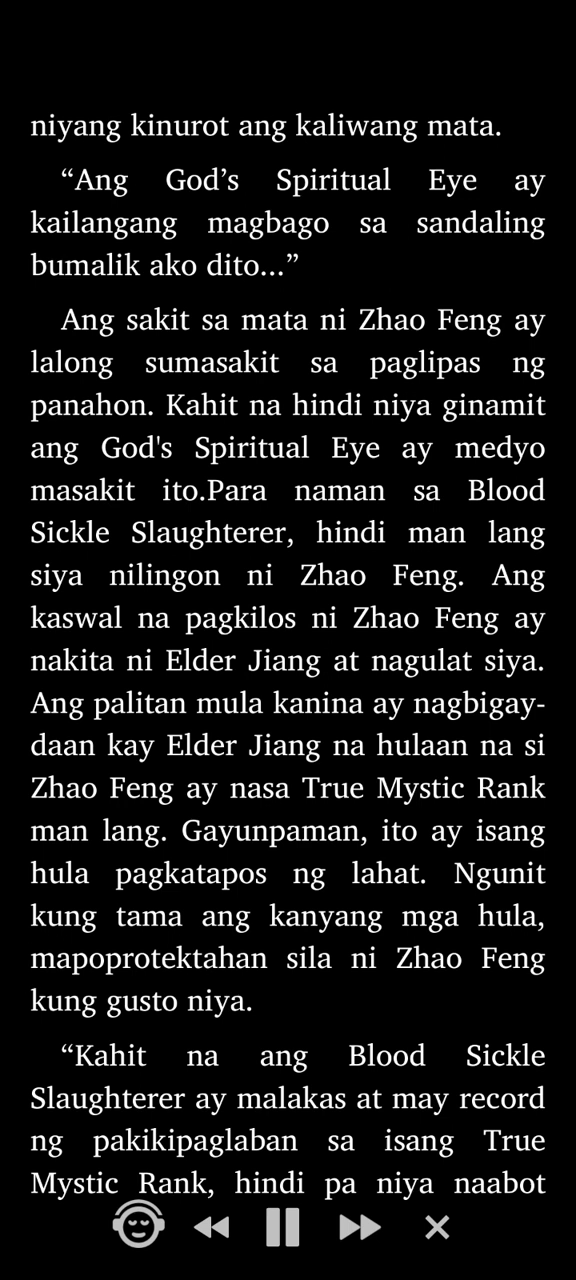 niyang kinurot ang kaliwang mata.
“Ang God’s Spiritual Eye ay
kailangang magbago sa sandaling
bumalik ako dito...”
Ang sakit sa mata ni Zhao Feng ay
lalong sumasakit sa paglipas ng
panahon. Kahit na hindi niya ginamit
ang God's Spiritual Eye ay medyo
masakit ito.Para naman sa Blood
Sickle Slaughterer, hindi man lang
siya nilingon ni Zhao Feng. Ang
kaswal na pagkilos ni Zhao Feng ay
nakita ni Elder Jiang at nagulat siya.
Ang palitan mula kanina ay nagbigay-
daan kay Elder Jiang na hulaan na si
Zhao Feng ay nasa True Mystic Rank
man lang. Gayunpaman, ito ay isang
hula pagkatapos ng lahat. Ngunit
kung tama ang kanyang mga hula,
mapoprotektahan sila ni Zhao Feng
kung gusto niya.
“Kahit na ang Blood Sickle
Slaughterer ay malakas at may record
ng pakikipaglaban sa isang True
Mystic Rank, hindi pa niya naabot